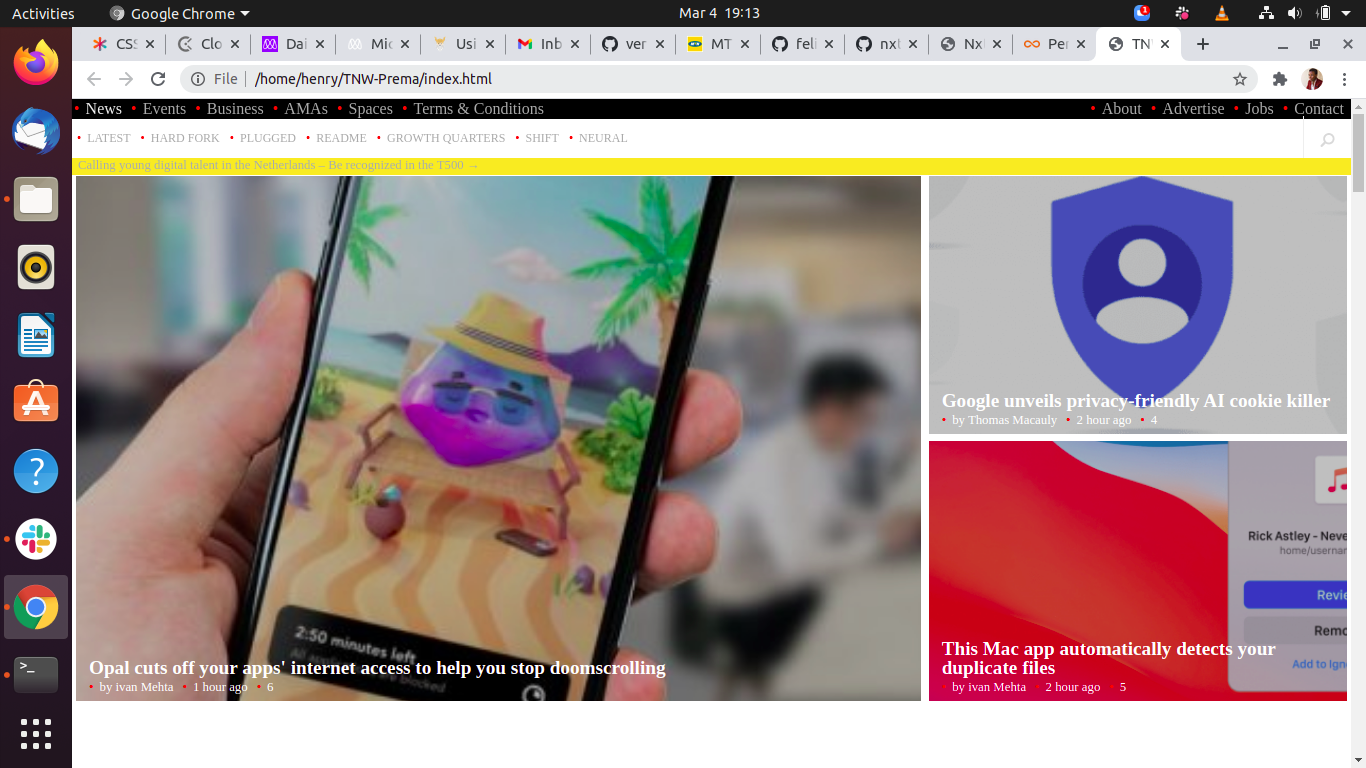 Activities Google Chrome Mar 4 19:13
1
CSS Clo Dai Mic Usi Inb ver MT feli nxt Nxl Per TNW
File /home/henry/TNW-Prema/index.html
• News • Events • Business • AMAs • Spaces • Terms & Conditions • About • Advertise • Jobs • Contact
• LATEST • HARD FORK • PLUGGED • README • GROWTH QUARTERS • SHIFT • NEURAL
Calling young digital talent in the Netherlands – Be recognized in the T500 →
2:50 minutes left
Opal cuts off your apps' internet access to help you stop doomscrolling
• by ivan Mehta • 1 hour ago • 6
Google unveils privacy-friendly AI cookie killer
• by Thomas Macauly • 2 hour ago • 4
Rick Astley - Neve
home/usernar
Revie
Remo
Add to Igno
This Mac app automatically detects your
duplicate files
• by ivan Mehta • 2 hour ago • 5